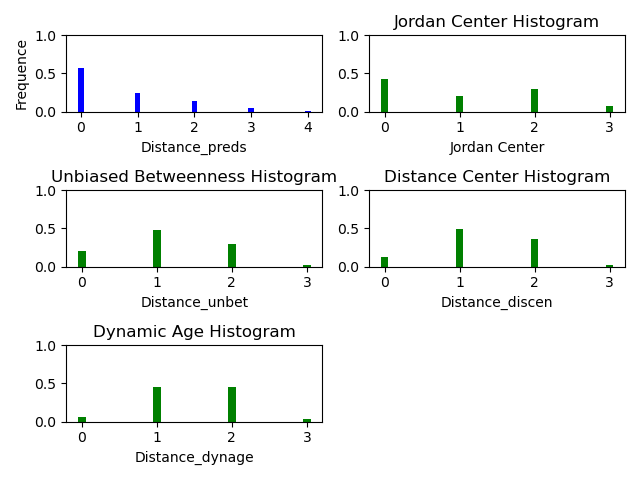 Jordan Center Histogram
1.0
0.5
0.0
Frequence
0 1 2 3 4
Distance_preds
1.0
0.5
0.0
0 1 2 3
Jordan Center
Unbiased Betweenness Histogram
1.0
0.5
0.0
0 1 2 3
Distance_unbet
Distance Center Histogram
1.0
0.5
0.0
0 1 2 3
Distance_discen
Dynamic Age Histogram
1.0
0.5
0.0
0 1 2 3
Distance_dynage